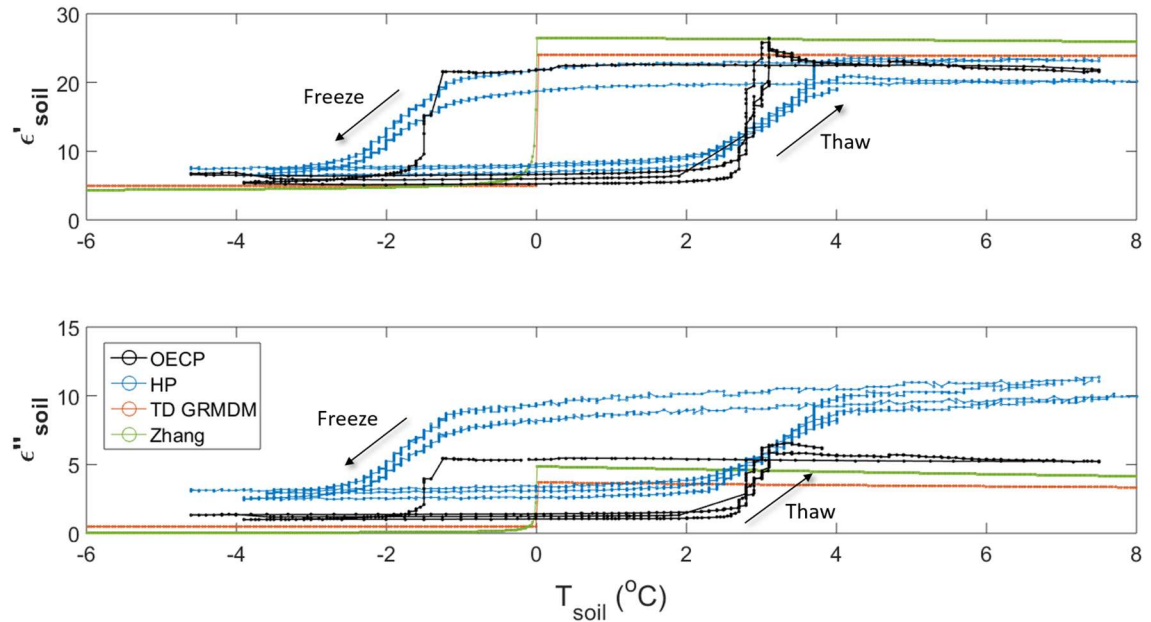 30
20
10
0
ϵ'soil
Freeze
Thaw
-6 -4 -2 0 2 4 6 8
15
10
5
0
ϵ"soil
OECP
HP
TD GRMDM
Zhang
Freeze
Thaw
-6 -4 -2 0 2 4 6 8
Tsoil (°C)